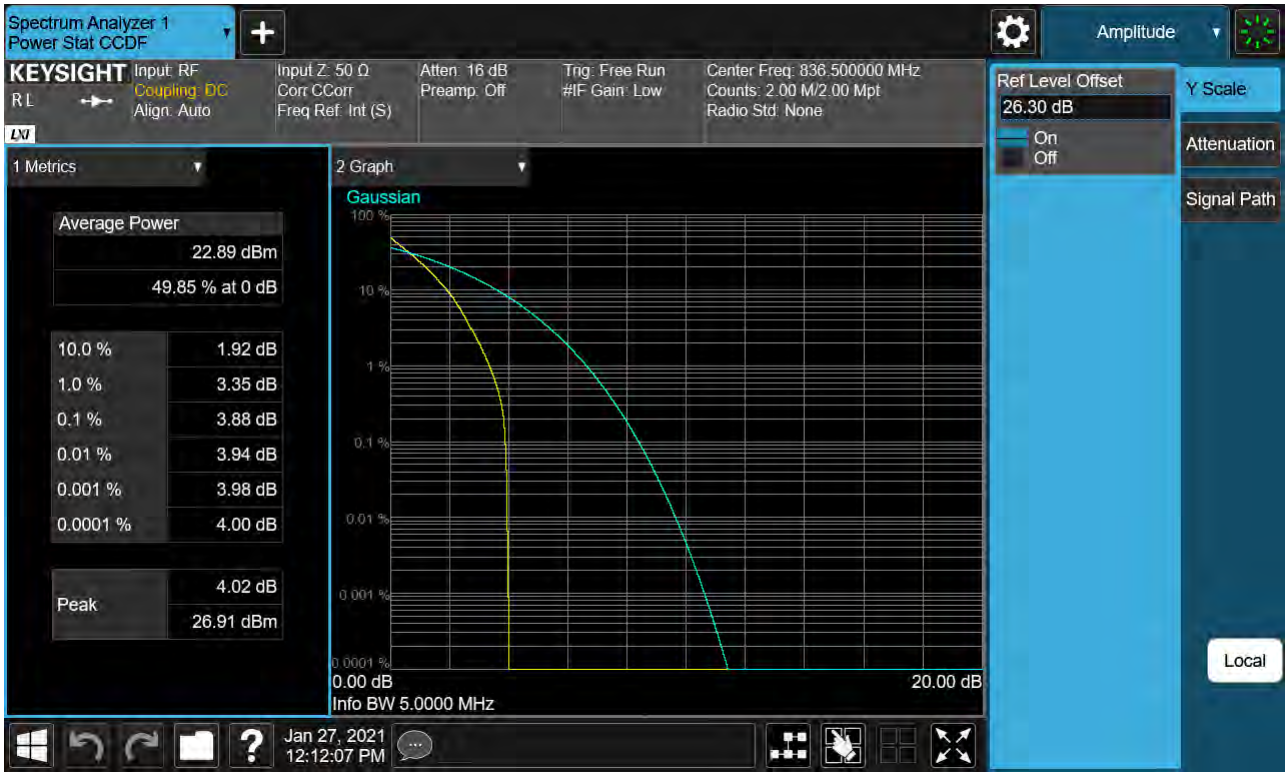 Spectrum Analyzer 1
Power Stat CCDF
Amplitude
KEYSIGHT
RL
LXI
Input: RF
Coupling: DC
Align: Auto
Input Z: 50 Ω
Corr CCorr
Freq Ref: Int (S)
Atten: 16 dB
Preamp: Off
Trig: Free Run
#IF Gain: Low
Center Freq: 836.500000 MHz
Counts: 2.00 M/2.00 Mpt
Radio Std: None
Ref Level Offset
26.30 dB
On
Off
Y Scale
Attenuation
Signal Path
Local
1 Metrics
Average Power
22.89 dBm
49.85 % at 0 dB
10.0 % 1.92 dB
1.0 % 3.35 dB
0.1 % 3.88 dB
0.01 % 3.94 dB
0.001 % 3.98 dB
0.0001 % 4.00 dB
Peak
4.02 dB
26.91 dBm
2 Graph
Gaussian
100 %
10 %
1 %
0.1 %
0.01 %
0.001 %
0.0001 %
0.00 dB 20.00 dB
Info BW 5.0000 MHz
Jan 27, 2021
12:12:07 PM